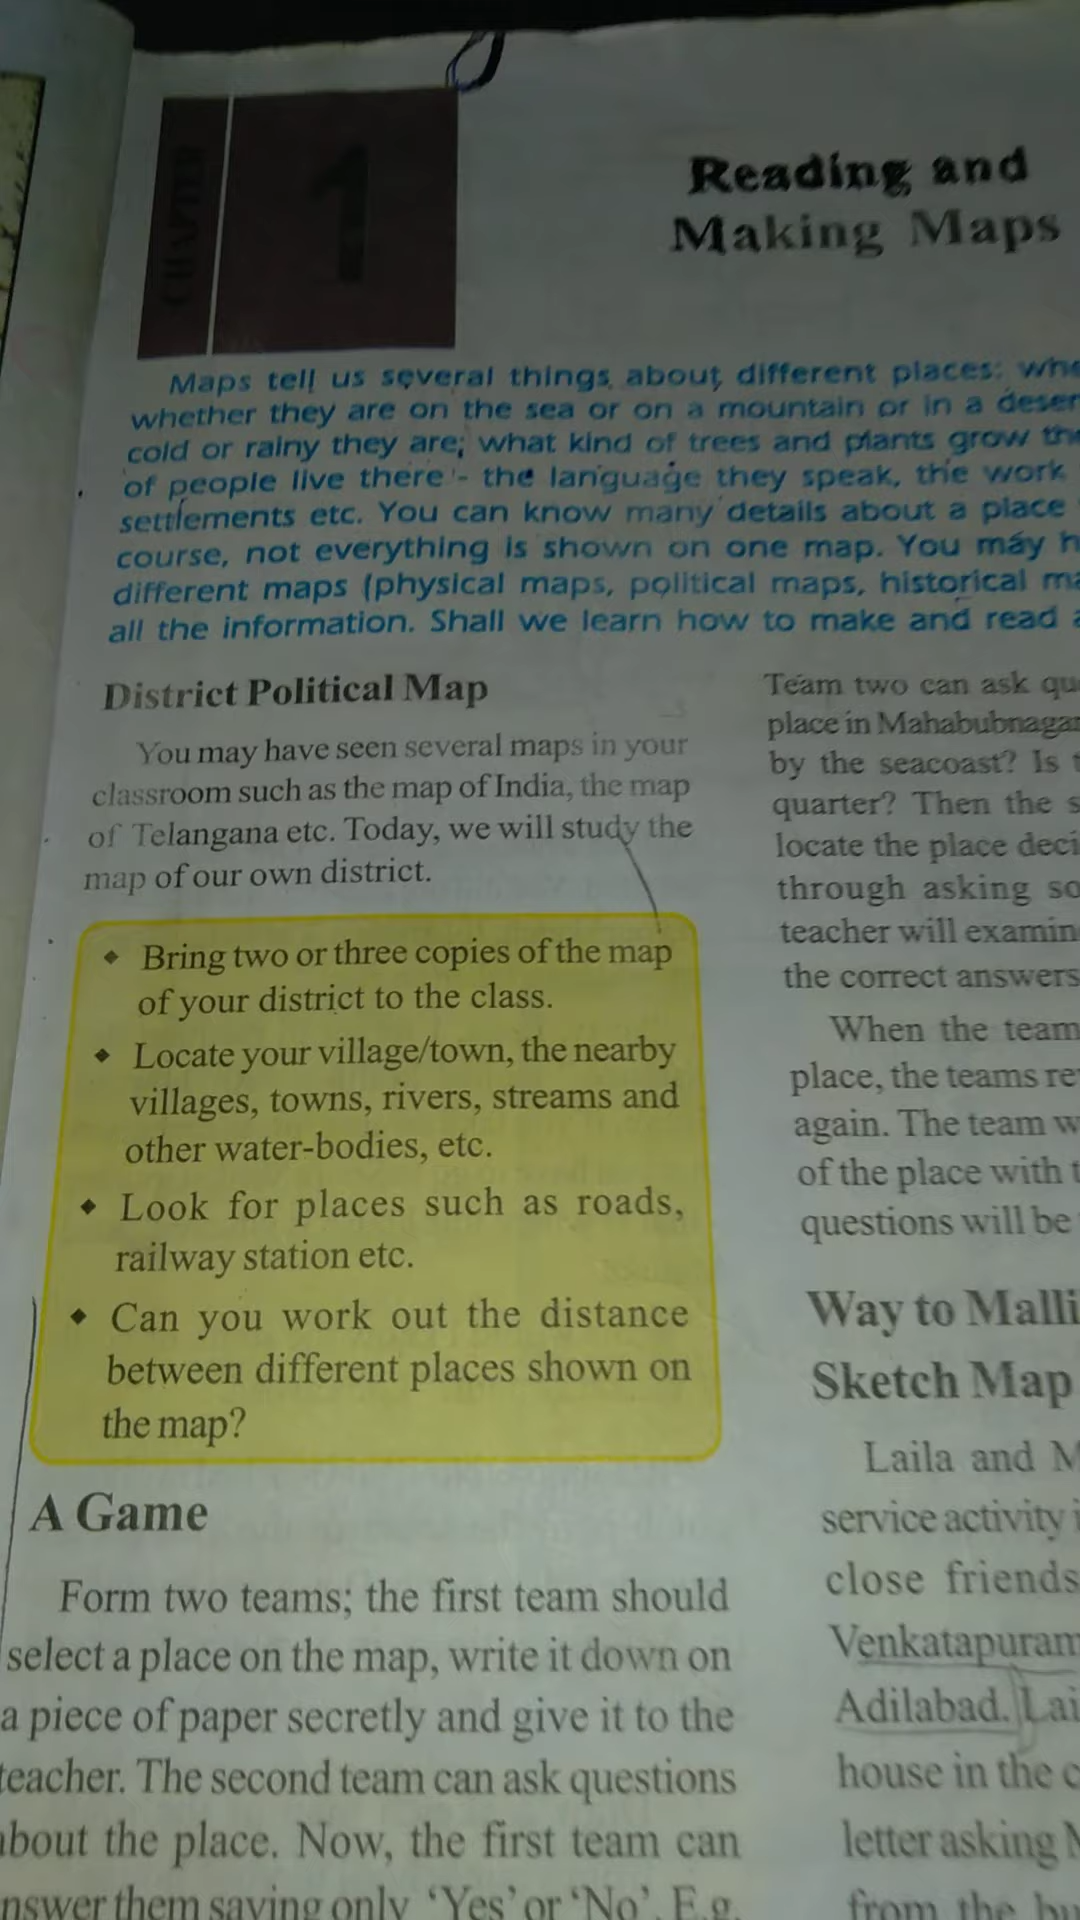 CHAPTER
1
Reading and
Making Maps
Maps tell us several things about different places:
whether they are on the sea or on a mountain or in a
cold or rainy they are; what kind of trees and plants grow
of people live there - the language they speak, the work
settlements etc. You can know many details about a place
course, not everything is shown on one map. You may
different maps (physical maps, political maps, historical
all the information. Shall we learn how to make and read
District Political Map
You may have seen several maps in your
classroom such as the map of India, the map
of Telangana etc. Today, we will study the
map of our own district.
◆ Bring two or three copies of the map
of your district to the class.
◆ Locate your village/town, the nearby
villages, towns, rivers, streams and
other water-bodies, etc.
◆ Look for places such as roads,
railway station etc.
◆ Can you work out the distance
between different places shown on
the map?
A Game
Form two teams; the first team should
select a place on the map, write it down on
a piece of paper secretly and give it to the
teacher. The second team can ask questions
about the place. Now, the first team can
answer them saying only 'Yes' or 'No'. E.g.
Team two can ask
place in Mahabubnagar
by the seacoast? Is
quarter? Then the
locate the place
through asking
teacher will
the correct answers
When the team
place, the teams
again. The team
of the place with
questions will be
Way to
Sketch Map
Laila and
service activity
close friends
Venkatapuram
Adilabad.
house in the
letter asking
from the